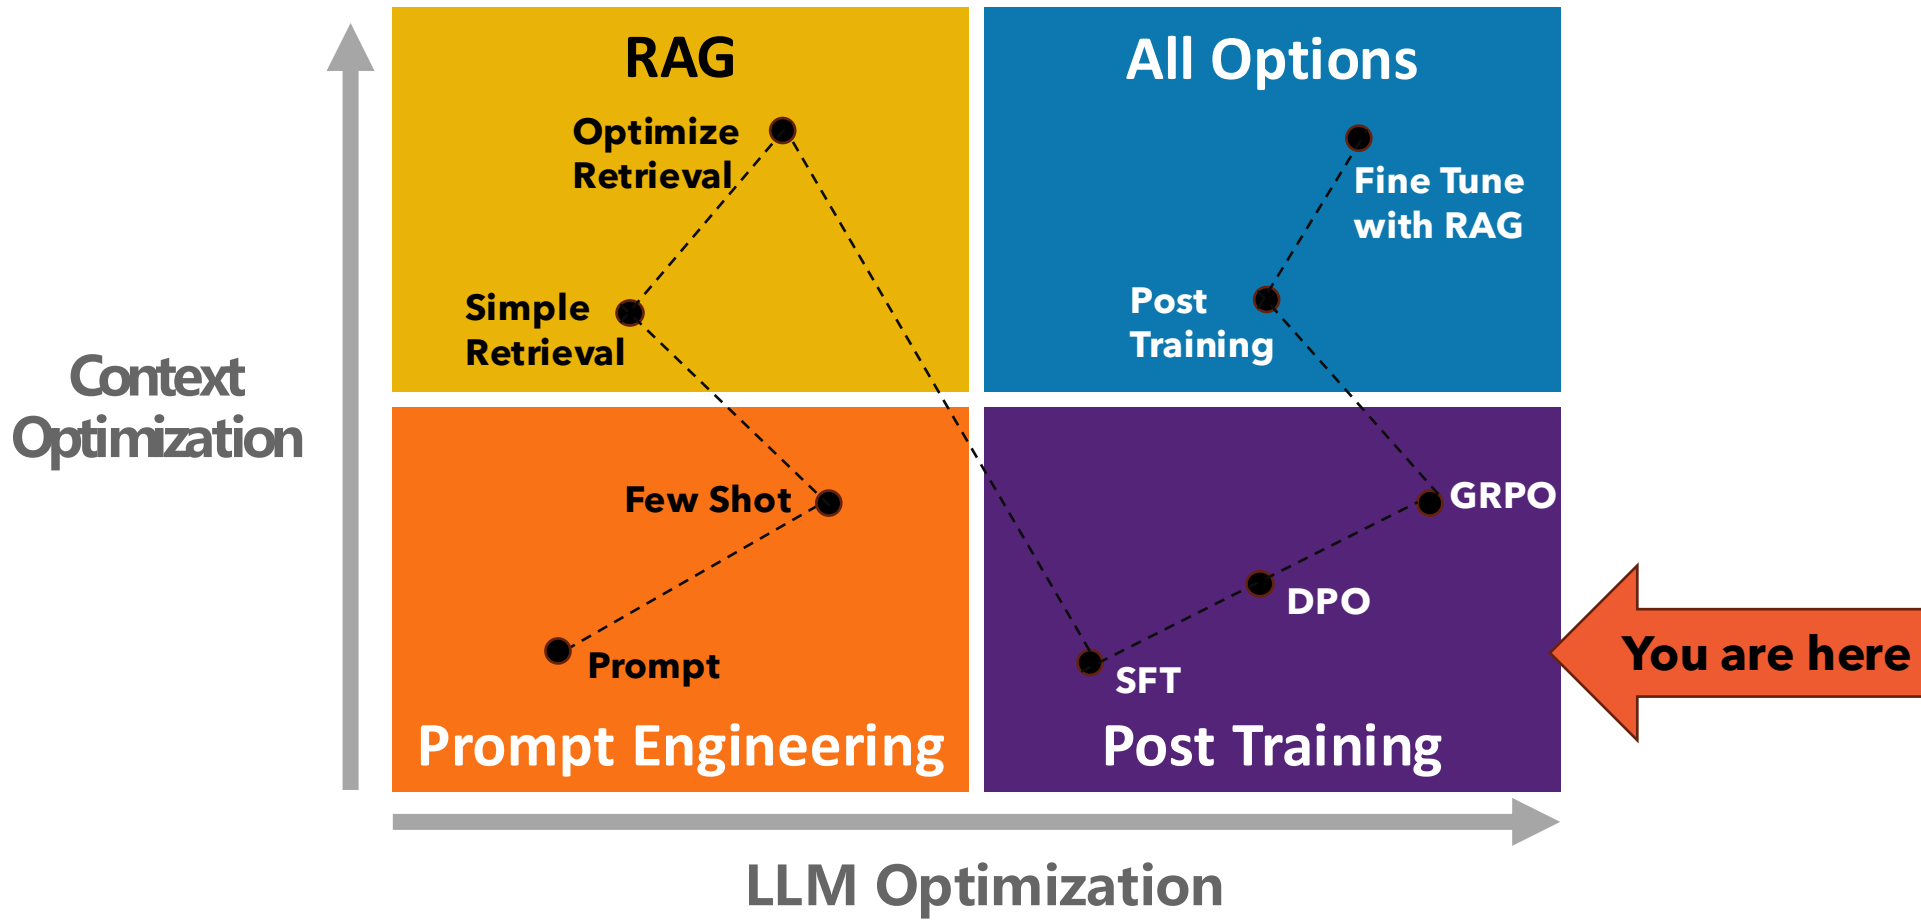 RAG
Optimize
Retrieval
Simple
Retrieval
All Options
Fine Tune
with RAG
Post
Training
Context
Optimization
Few Shot
Prompt
Prompt Engineering
GRPO
DPO
SFT
Post Training
You are here
LLM Optimization